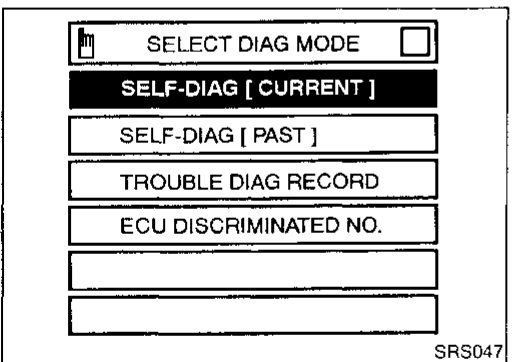 SELECT DIAG MODE
SELF-DIAG [ CURRENT ]
SELF-DIAG [ PAST ]
TROUBLE DIAG RECORD
ECU DISCRIMINATED NO.
SRS047